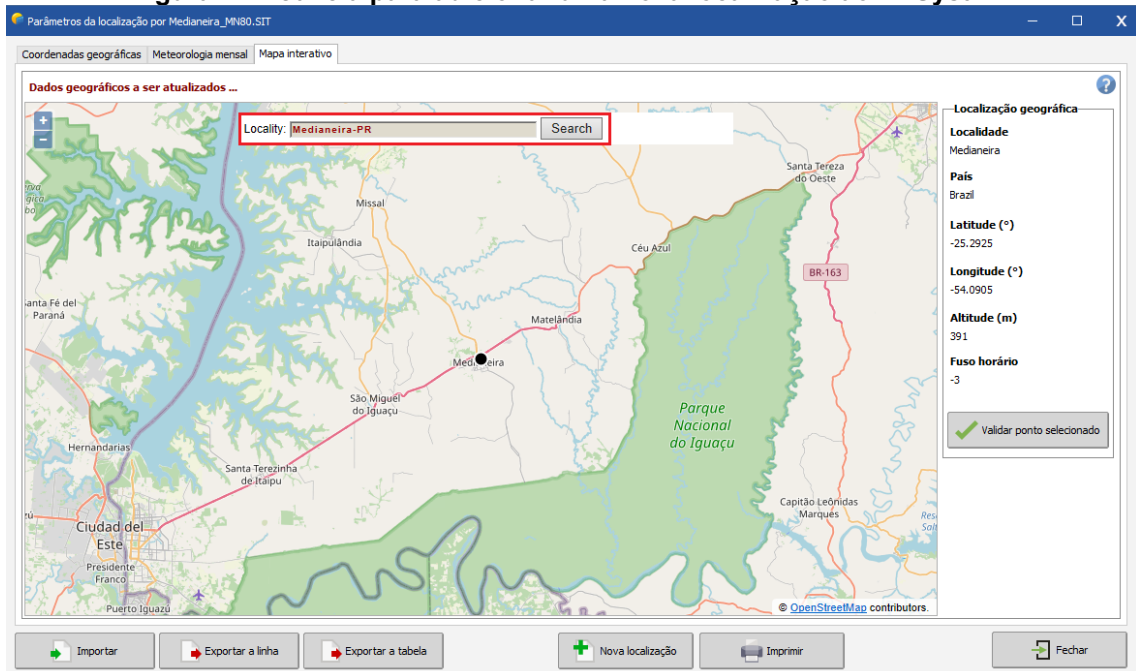 Parâmetros da localização por Medianeira_MN80.SIT
Coordenadas geográficas Meteorologia mensal Mapa interativo
Dados geográficos a ser atualizados ...
Locality: Medianeira-PR Search
Santa Tereza
do Oeste
Missal
Itaipulândia
Céu Azul
BR-163
anta Fé del
Paraná
Matelândia
São Miguel
do Iguaçu
Parque
Nacional
do Iguaçu
Hernandarias
Santa Terezinha
de Itaipu
Capitão Leônidas
Marques
Ciudad del
Este
Presidente
Franco
Puerto Iguazú
© OpenStreetMap contributors.
Localização geográfica
Localidade
Medianeira
País
Brazil
Latitude (°)
-25.2925
Longitude (°)
-54.0905
Altitude (m)
391
Fuso horário
-3
Validar ponto selecionado
Importar Exportar a linha Exportar a tabela Nova localização Imprimir Fechar